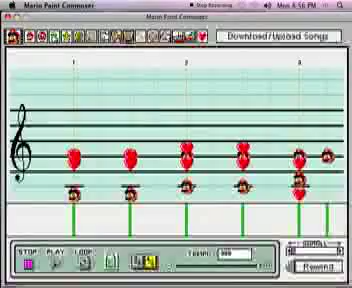 Mario Paint Composer
Stop Recording
Mon 4:56 PM
Mario Paint Composer
Download/Upload Songs
1 2 3
STOP PLAY LOOP
TEMPO:
SCROLL
Rewind